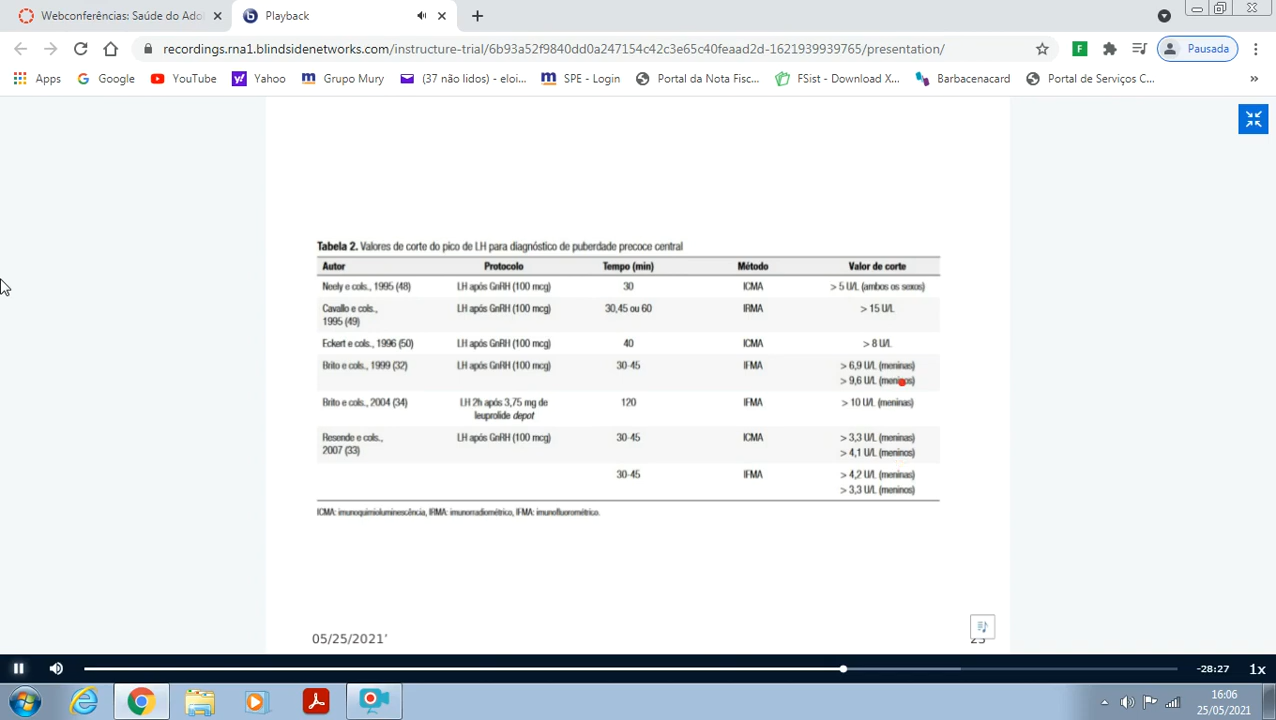 Webconferências: Saúde do Ado
Playback
recordings.rna1.blindsidenetworks.com/instructure-trial/6b93a52f9840dd0a247154c42c3e65c40feaad2d-1621939939765/presentation/
Pausada
Apps
Google
YouTube
Yahoo
Grupo Mury
(37 não lidos) - eloi...
SPE - Login
Portal da Nota Fisc...
FSist - Download X...
Barbacenacard
Portal de Serviços C...
»
Tabela 2. Valores de corte do pico de LH para diagnóstico de puberdade precoce central
Autor Protocolo Tempo (min) Método Valor de corte
Neely e cols., 1995 (48) LH após GnRH (100 mcg) 30 ICMA > 5 U/L (ambos os sexos)
Cavallo e cols., LH após GnRH (100 mcg) 30,45 ou 60 IRMA > 15 U/L
1995 (49)
Eckert e cols., 1996 (50) LH após GnRH (100 mcg) 40 ICMA > 8 U/L
Brito e cols., 1999 (32) LH após GnRH (100 mcg) 30-45 IFMA > 6,9 U/L (meninas)
> 9,6 U/L (meninos)
Brito e cols., 2004 (34) LH 2h após 3,75 mg de 120 IFMA > 10 U/L (meninas)
leuprolide depot
Resende e cols., LH após GnRH (100 mcg) 30-45 ICMA > 3,3 U/L (meninas)
2007 (33) > 4,1 U/L (meninos)
30-45 IFMA > 4,2 U/L (meninas)
> 3,3 U/L (meninos)
ICMA: imunoquimioluminescência, IRMA: imunorradiométrico, IFMA: imunofluorométrico.
05/25/2021'
-28:27 1x
16:06
25/05/2021